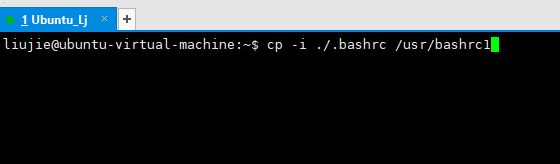 1 Ubuntu_Lj ×
liujie@ubuntu-virtual-machine:~$ cp -i ./.bashrc /usr/bashrc1